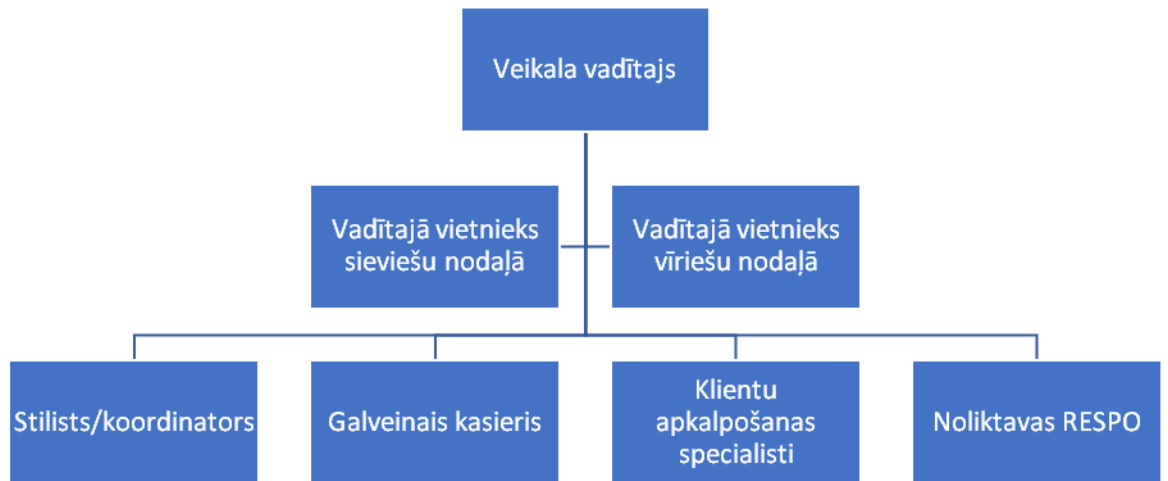 Veikala vadītajs
Vadītajā vietnieks
sieviešu nodaļā
Vadītajā vietnieks
vīriešu nodaļā
Stilists/koordinators
Galveinais kasieris
Klientu
apkalpošanas
specialisti
Noliktavas RESPO